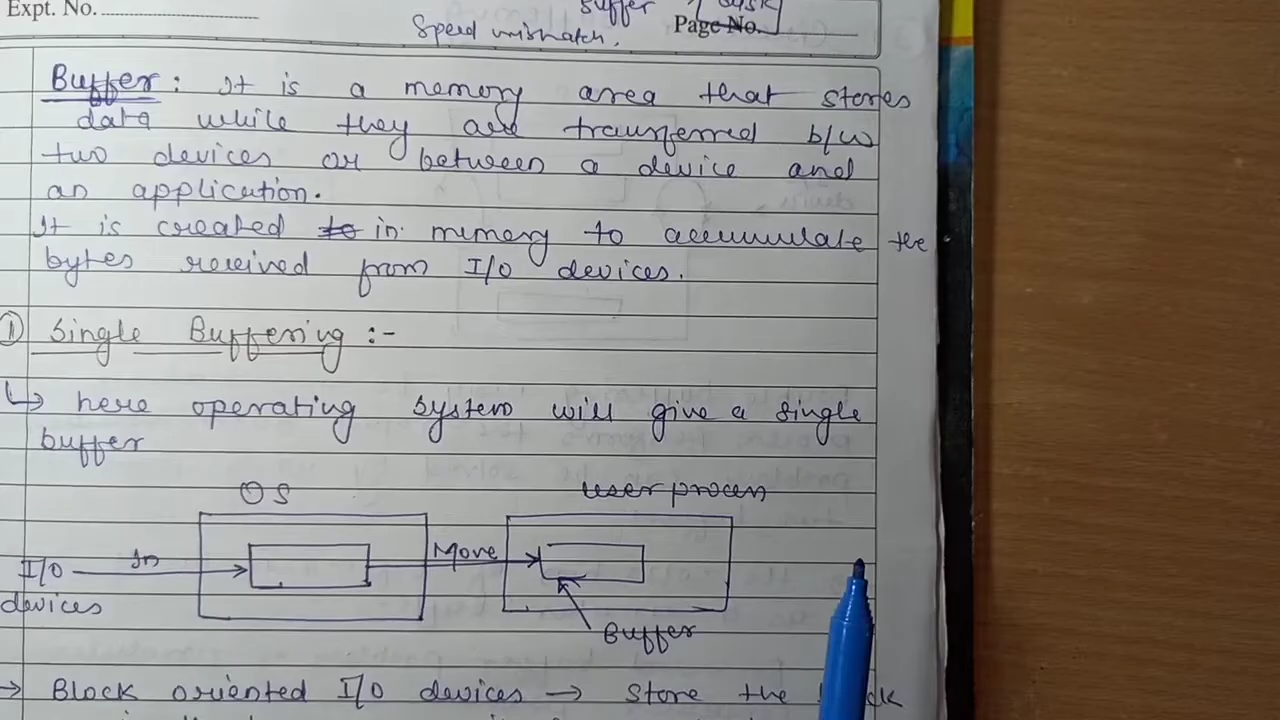 Expt. No.
Buffer / disk
Speed mismatch.
Page No.
Buffer : It is a memory area that stores
data while they are transferred b/w
two devices or between a device and
an application.
It is created in memory to accumulate the
bytes received from I/O devices.
① Single Buffering :-
↳ here operating system will give a single
buffer
OS
user process
I/O
devices
In
Move
Buffer
→ Block oriented I/O devices → Store the